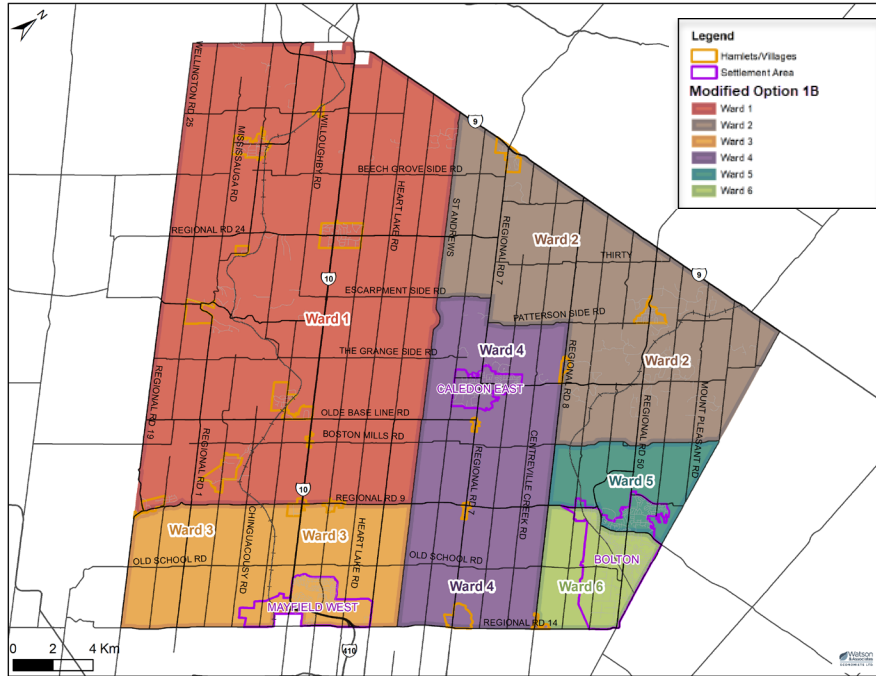 N
Legend
Hamlets/Villages
Settlement Area
Modified Option 1B
Ward 1
Ward 2
Ward 3
Ward 4
Ward 5
Ward 6
WELLINGTON RD 25
MISSISSAUGA RD
WILLOUGHBY RD
9
BEECH GROVE SIDE RD
HEART LAKE RD
ST ANDREWS
REGIONAL RD 7
REGIONAL RD 24
Ward 2
THIRTY
9
10
ESCARPMENT SIDE RD
PATTERSON SIDE RD
Ward 1
THE GRANGE SIDE RD
Ward 4
REGIONAL RD 8
Ward 2
CALEDON EAST
REGIONAL RD 19
MOUNT PLEASANT RD
OLDE BASE LINE RD
BOSTON MILLS RD
REGIONAL RD 1
REGIONAL RD 7
CENTREVILLE CREEK RD
REGIONAL RD 50
Ward 5
10
REGIONAL RD 9
Ward 3
Ward 3
CHINGUACOUSY RD
HEART LAKE RD
OLD SCHOOL RD
OLD SCHOOL RD
BOLTON
Ward 4
Ward 6
MAYFIELD WEST
REGIONAL RD 14
410
0 2 4 Km
Watson
& Associates
ECONOMISTS LTD